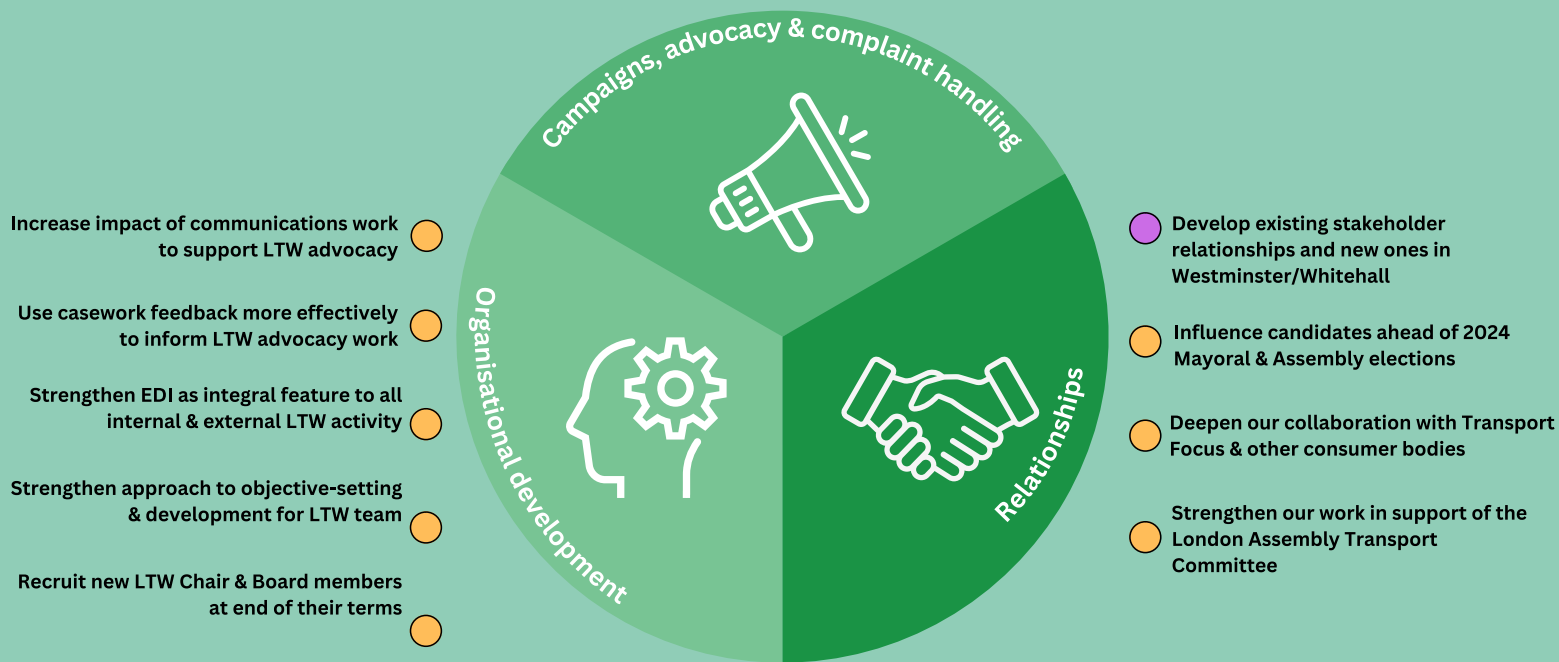 Campaigns, advocacy & complaint handling
Increase impact of communications work
to support LTW advocacy
Use casework feedback more effectively
to inform LTW advocacy work
Strengthen EDI as integral feature to all
internal & external LTW activity
Strengthen approach to objective-setting
& development for LTW team
Recruit new LTW Chair & Board members
at end of their terms
Organisational development
Relationships
Develop existing stakeholder
relationships and new ones in
Westminster/Whitehall
Influence candidates ahead of 2024
Mayoral & Assembly elections
Deepen our collaboration with Transport
Focus & other consumer bodies
Strengthen our work in support of the
London Assembly Transport
Committee